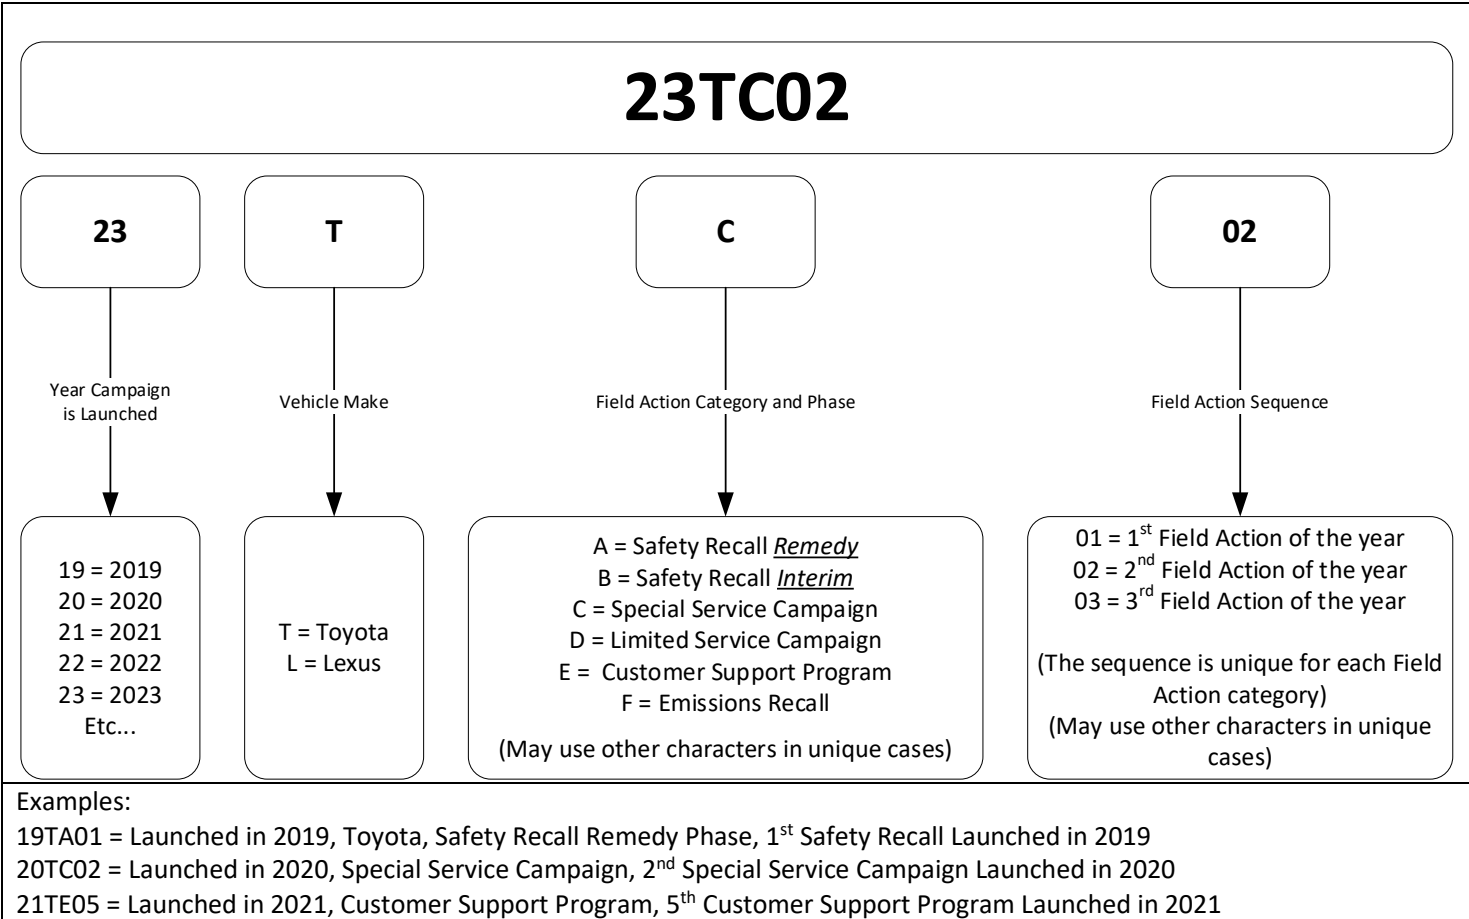 23TC02
23
T
C
02
Year Campaign
is Launched
Vehicle Make
Field Action Category and Phase
Field Action Sequence
19 = 2019
20 = 2020
21 = 2021
22 = 2022
23 = 2023
Etc...
T = Toyota
L = Lexus
A = Safety Recall Remedy
B = Safety Recall Interim
C = Special Service Campaign
D = Limited Service Campaign
E =  Customer Support Program
F = Emissions Recall
(May use other characters in unique cases)
01 = 1st Field Action of the year
02 = 2nd Field Action of the year
03 = 3rd Field Action of the year
(The sequence is unique for each Field
Action category)
(May use other characters in unique
cases)
Examples:
19TA01 = Launched in 2019, Toyota, Safety Recall Remedy Phase, 1st Safety Recall Launched in 2019
20TC02 = Launched in 2020, Special Service Campaign, 2nd Special Service Campaign Launched in 2020
21TE05 = Launched in 2021, Customer Support Program, 5th Customer Support Program Launched in 2021